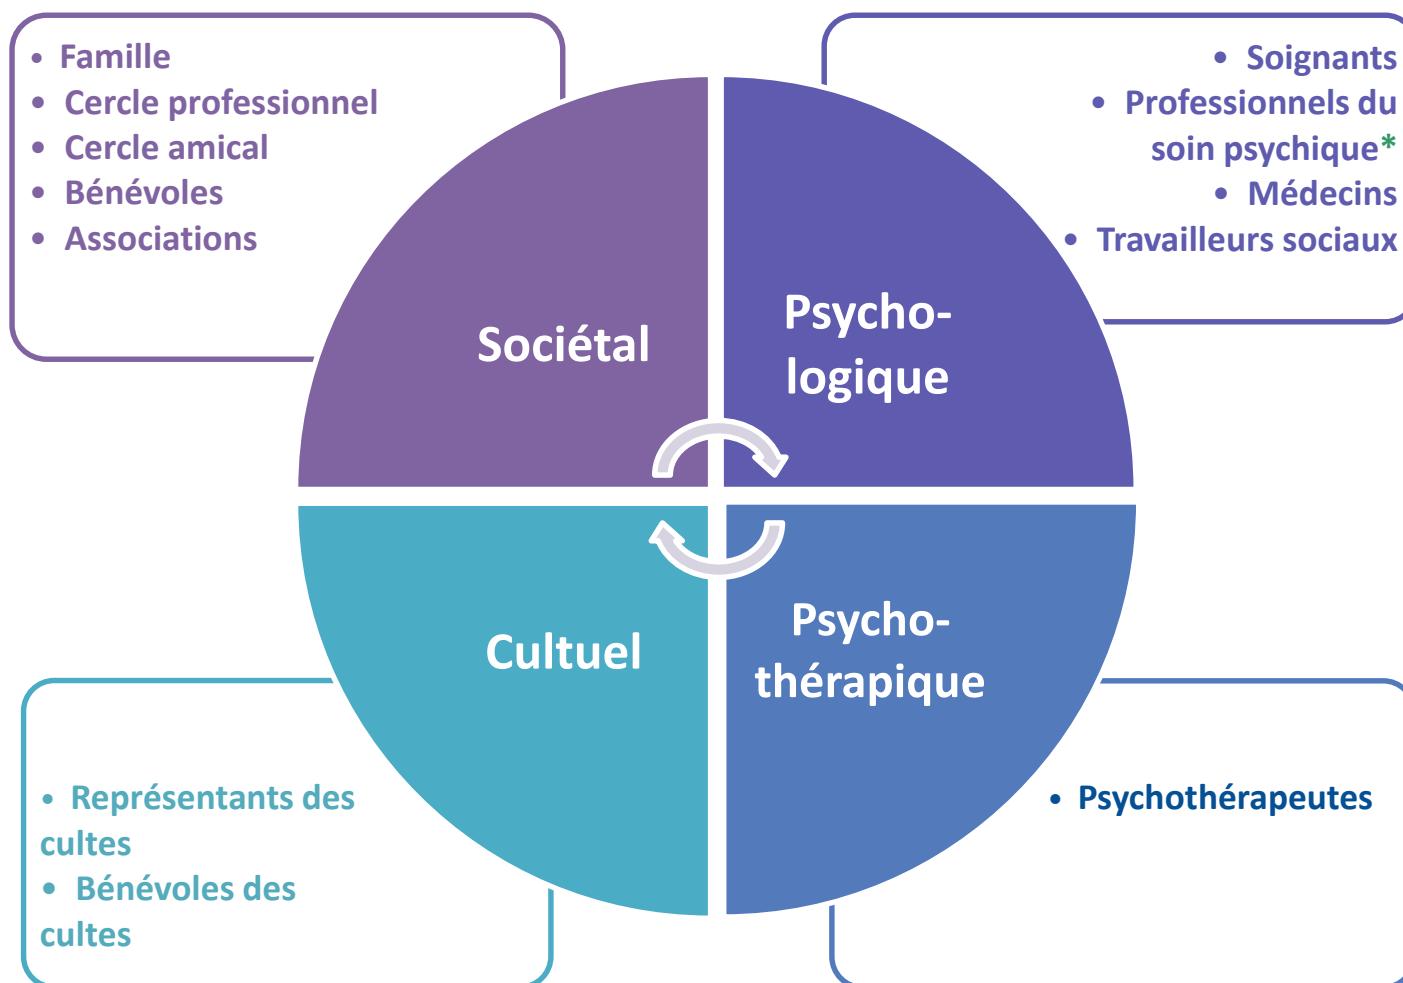 • Famille
• Cercle professionnel
• Cercle amical
• Bénévoles
• Associations
• Soignants
• Professionnels du
soin psychique*
• Médecins
• Travailleurs sociaux
Sociétal
Psycho-
logique
Cultuel
Psycho-
thérapique
• Représentants des
cultes
• Bénévoles des
cultes
• Psychothérapeutes